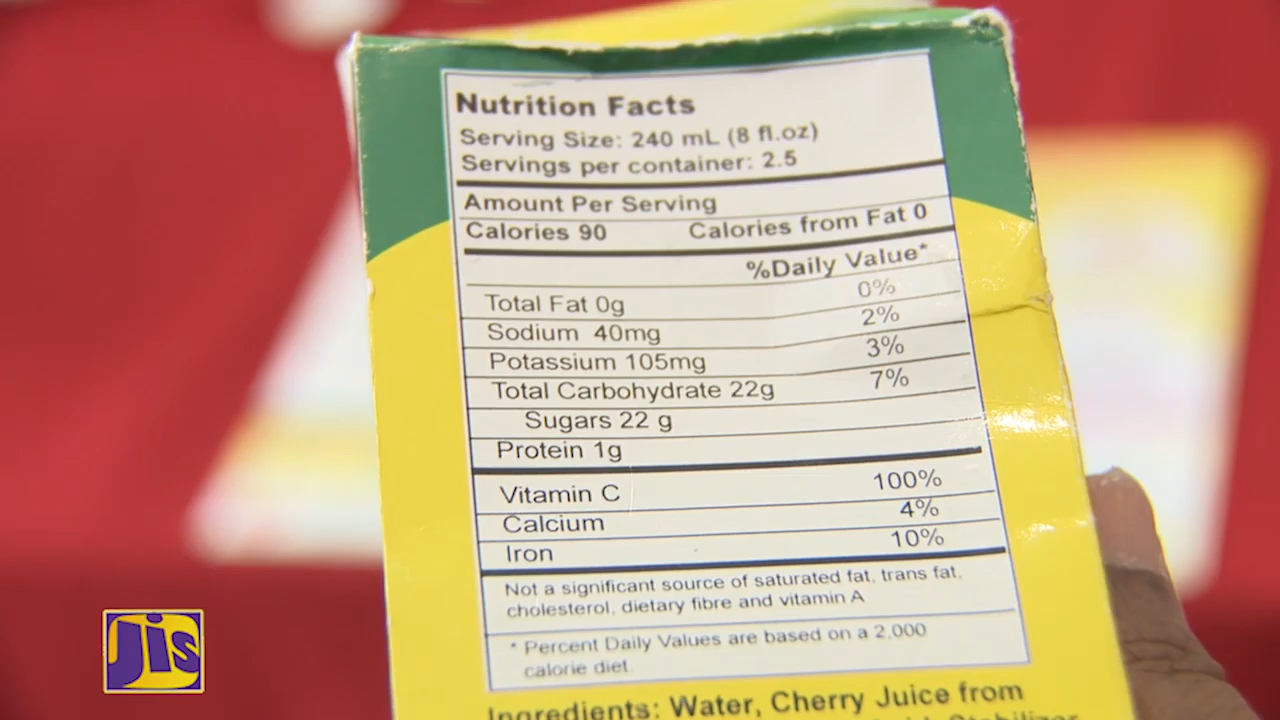 Nutrition Facts
Serving Size: 240 mL (8 fl.oz)
Servings per container: 2.5
Amount Per Serving
Calories 90 Calories from Fat 0
%Daily Value*
Total Fat 0g 0%
Sodium 40mg 2%
Potassium 105mg 3%
Total Carbohydrate 22g 7%
Sugars 22 g
Protein 1g
Vitamin C 100%
Calcium 4%
Iron 10%
Not a significant source of saturated fat, trans fat,
cholesterol, dietary fibre and vitamin A
* Percent Daily Values are based on a 2,000
calorie diet.
Ingredients: Water, Cherry Juice from
Stabilizer
Jis